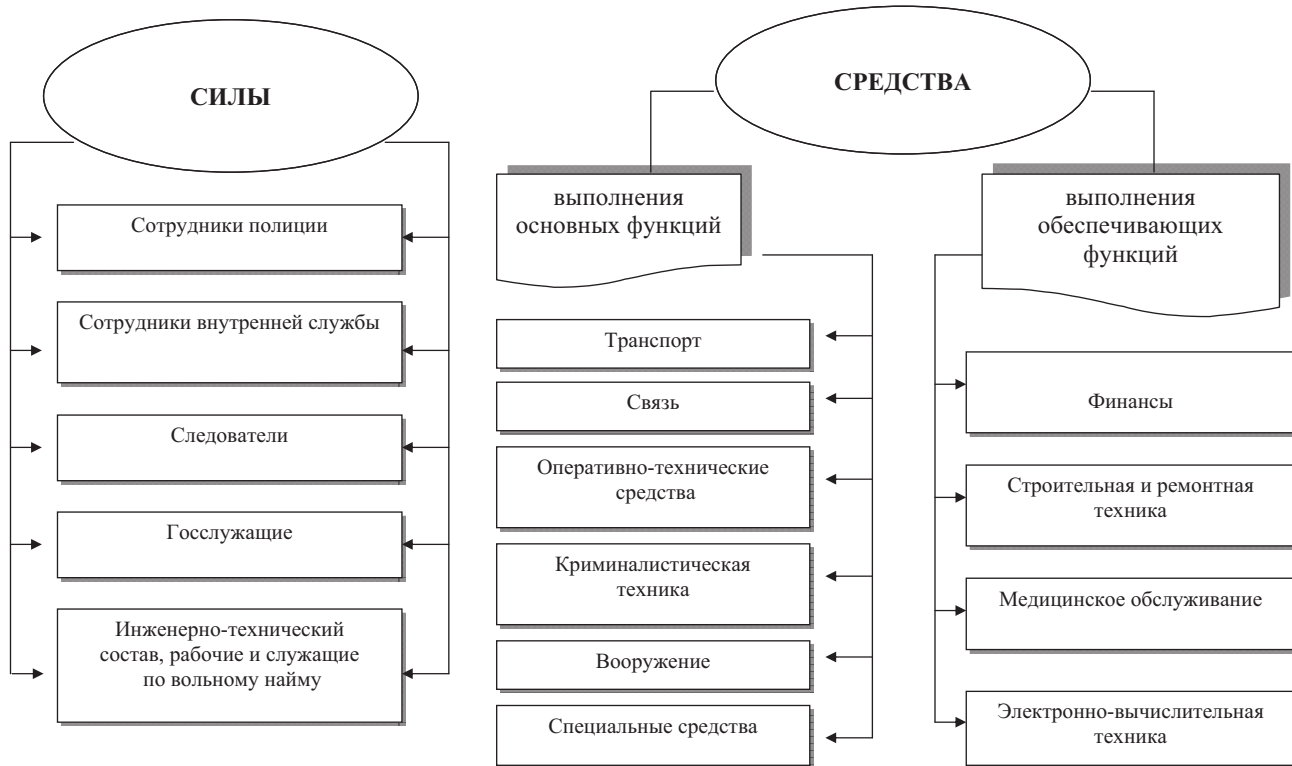 СИЛЫ
Сотрудники полиции
Сотрудники внутренней службы
Следователи
Госслужащие
Инженерно-технический
состав, рабочие и служащие
по вольному найму
СРЕДСТВА
выполнения
основных функций
Транспорт
Связь
Оперативно-технические
средства
Криминалистическая
техника
Вооружение
Специальные средства
выполнения
обеспечивающих
функций
Финансы
Строительная и ремонтная
техника
Медицинское обслуживание
Электронно-вычислительная
техника